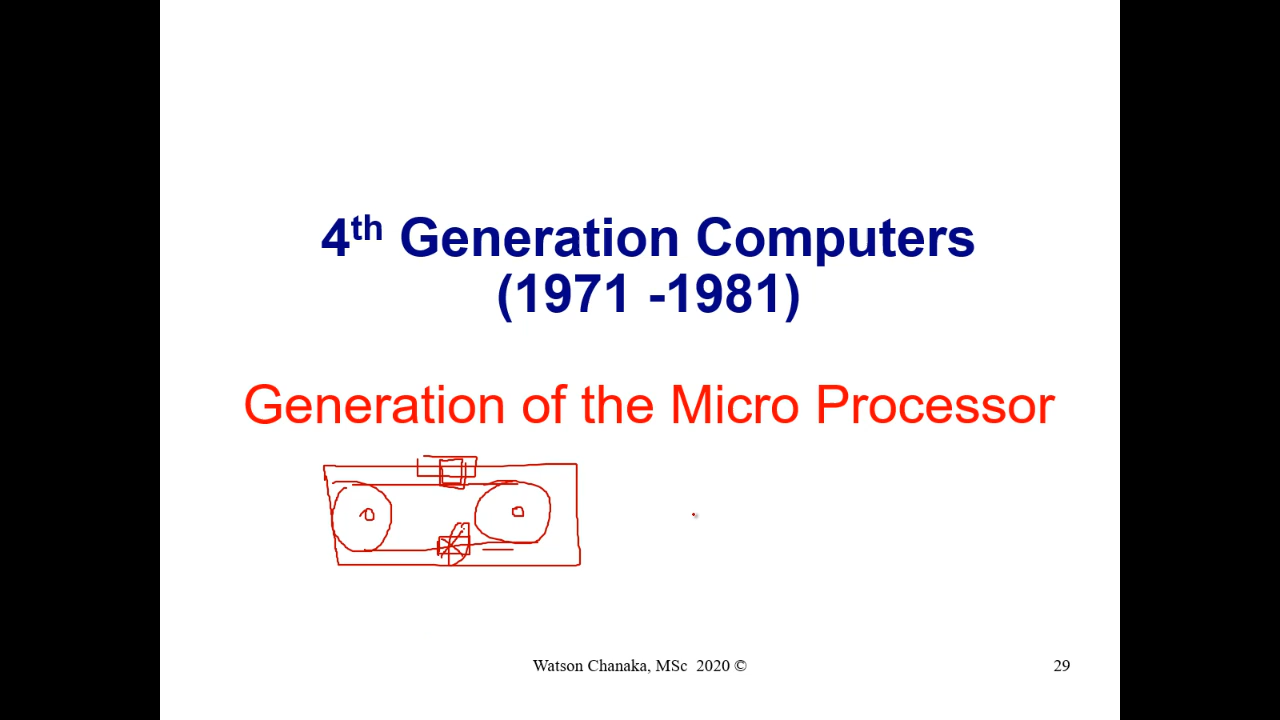 4th Generation Computers
(1971 -1981)
Generation of the Micro Processor
Watson Chanaka, MSc 2020 ©
29